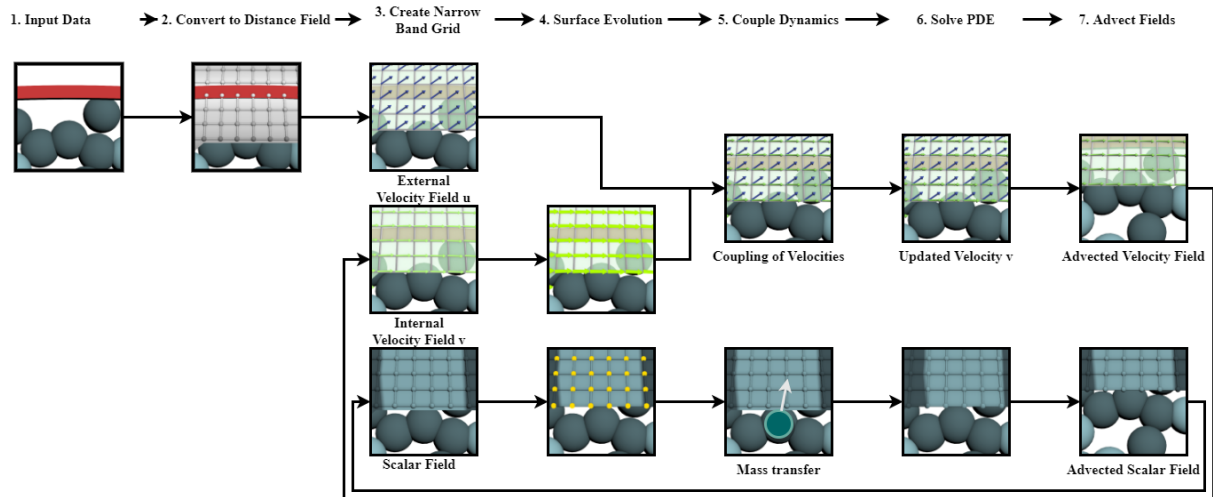 1. Input Data
2. Convert to Distance Field
3. Create Narrow
Band Grid
4. Surface Evolution
5. Couple Dynamics
6. Solve PDE
7. Advect Fields
External
Velocity Field u
Coupling of Velocities
Updated Velocity v
Advected Velocity Field
Internal
Velocity Field v
Scalar Field
Mass transfer
Advected Scalar Field